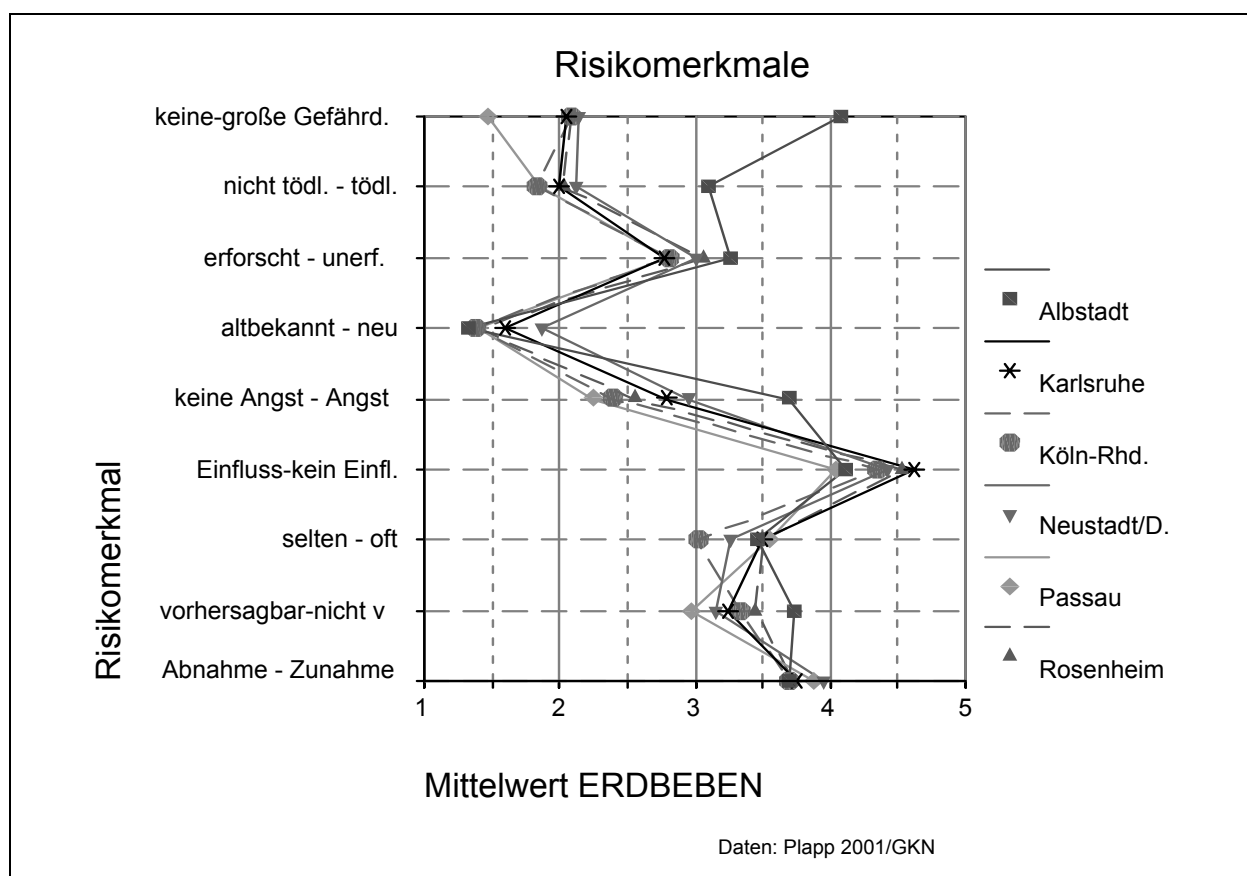 Risikomerkmale
keine-große Gefährd.
nicht tödl. - tödl.
erforscht - unerf.
altbekannt - neu
keine Angst - Angst
Einfluss-kein Einfl.
selten - oft
vorhersagbar-nicht v
Abnahme - Zunahme
Risikomerkmal
1 2 3 4 5
Mittelwert ERDBEBEN
Albstadt
Karlsruhe
Köln-Rhd.
Neustadt/D.
Passau
Rosenheim
Daten: Plapp 2001/GKN